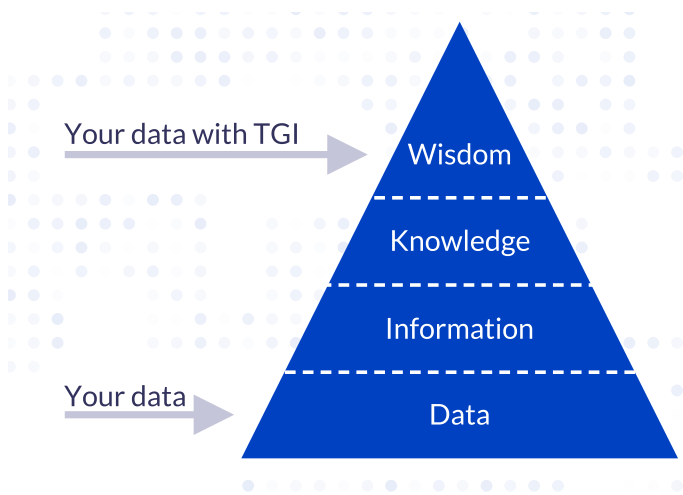 Your data with TGI
Wisdom
Knowledge
Information
Your data
Data